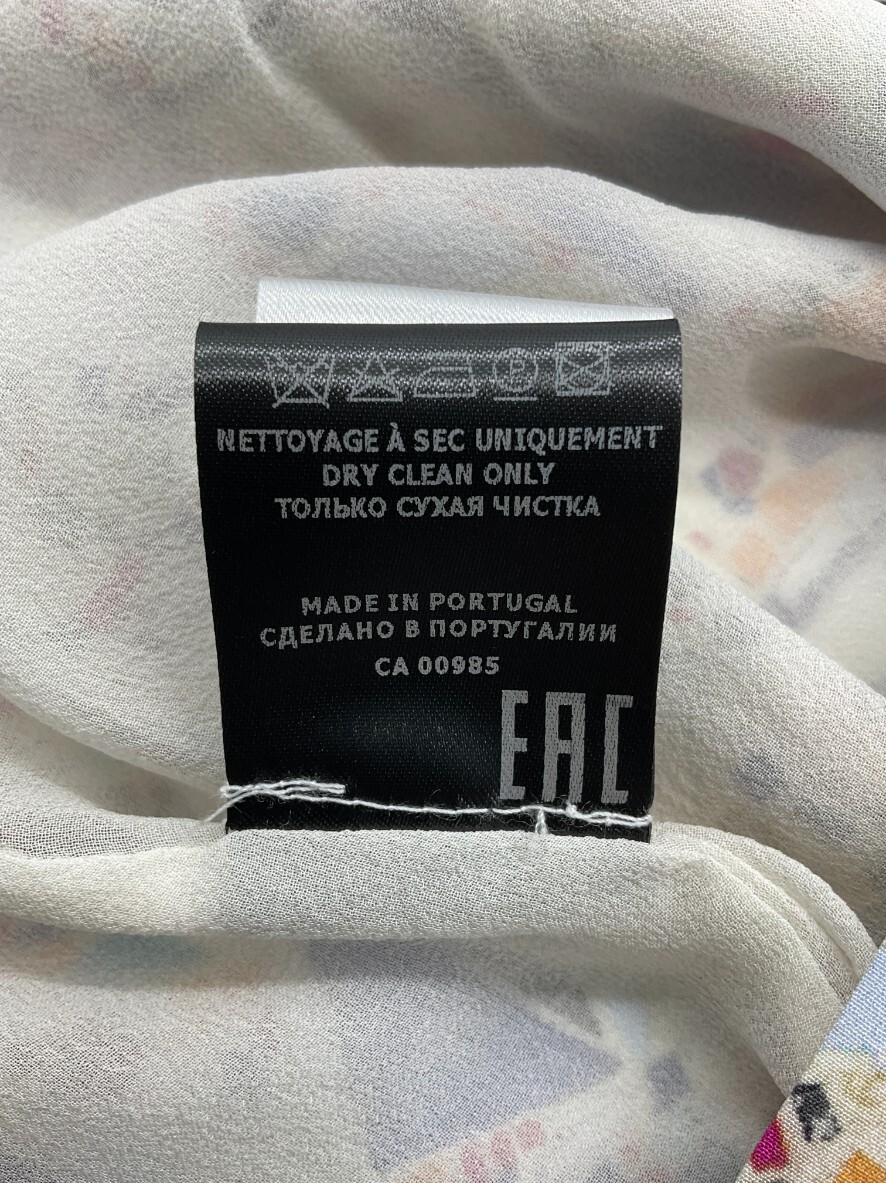 P
NETTOYAGE À SEC UNIQUEMENT
DRY CLEAN ONLY
ТОЛЬКО СУХАЯ ЧИСТКА
MADE IN PORTUGAL
СДЕЛАНО В ПОРТУГАЛИИ
CA 00985
EAC